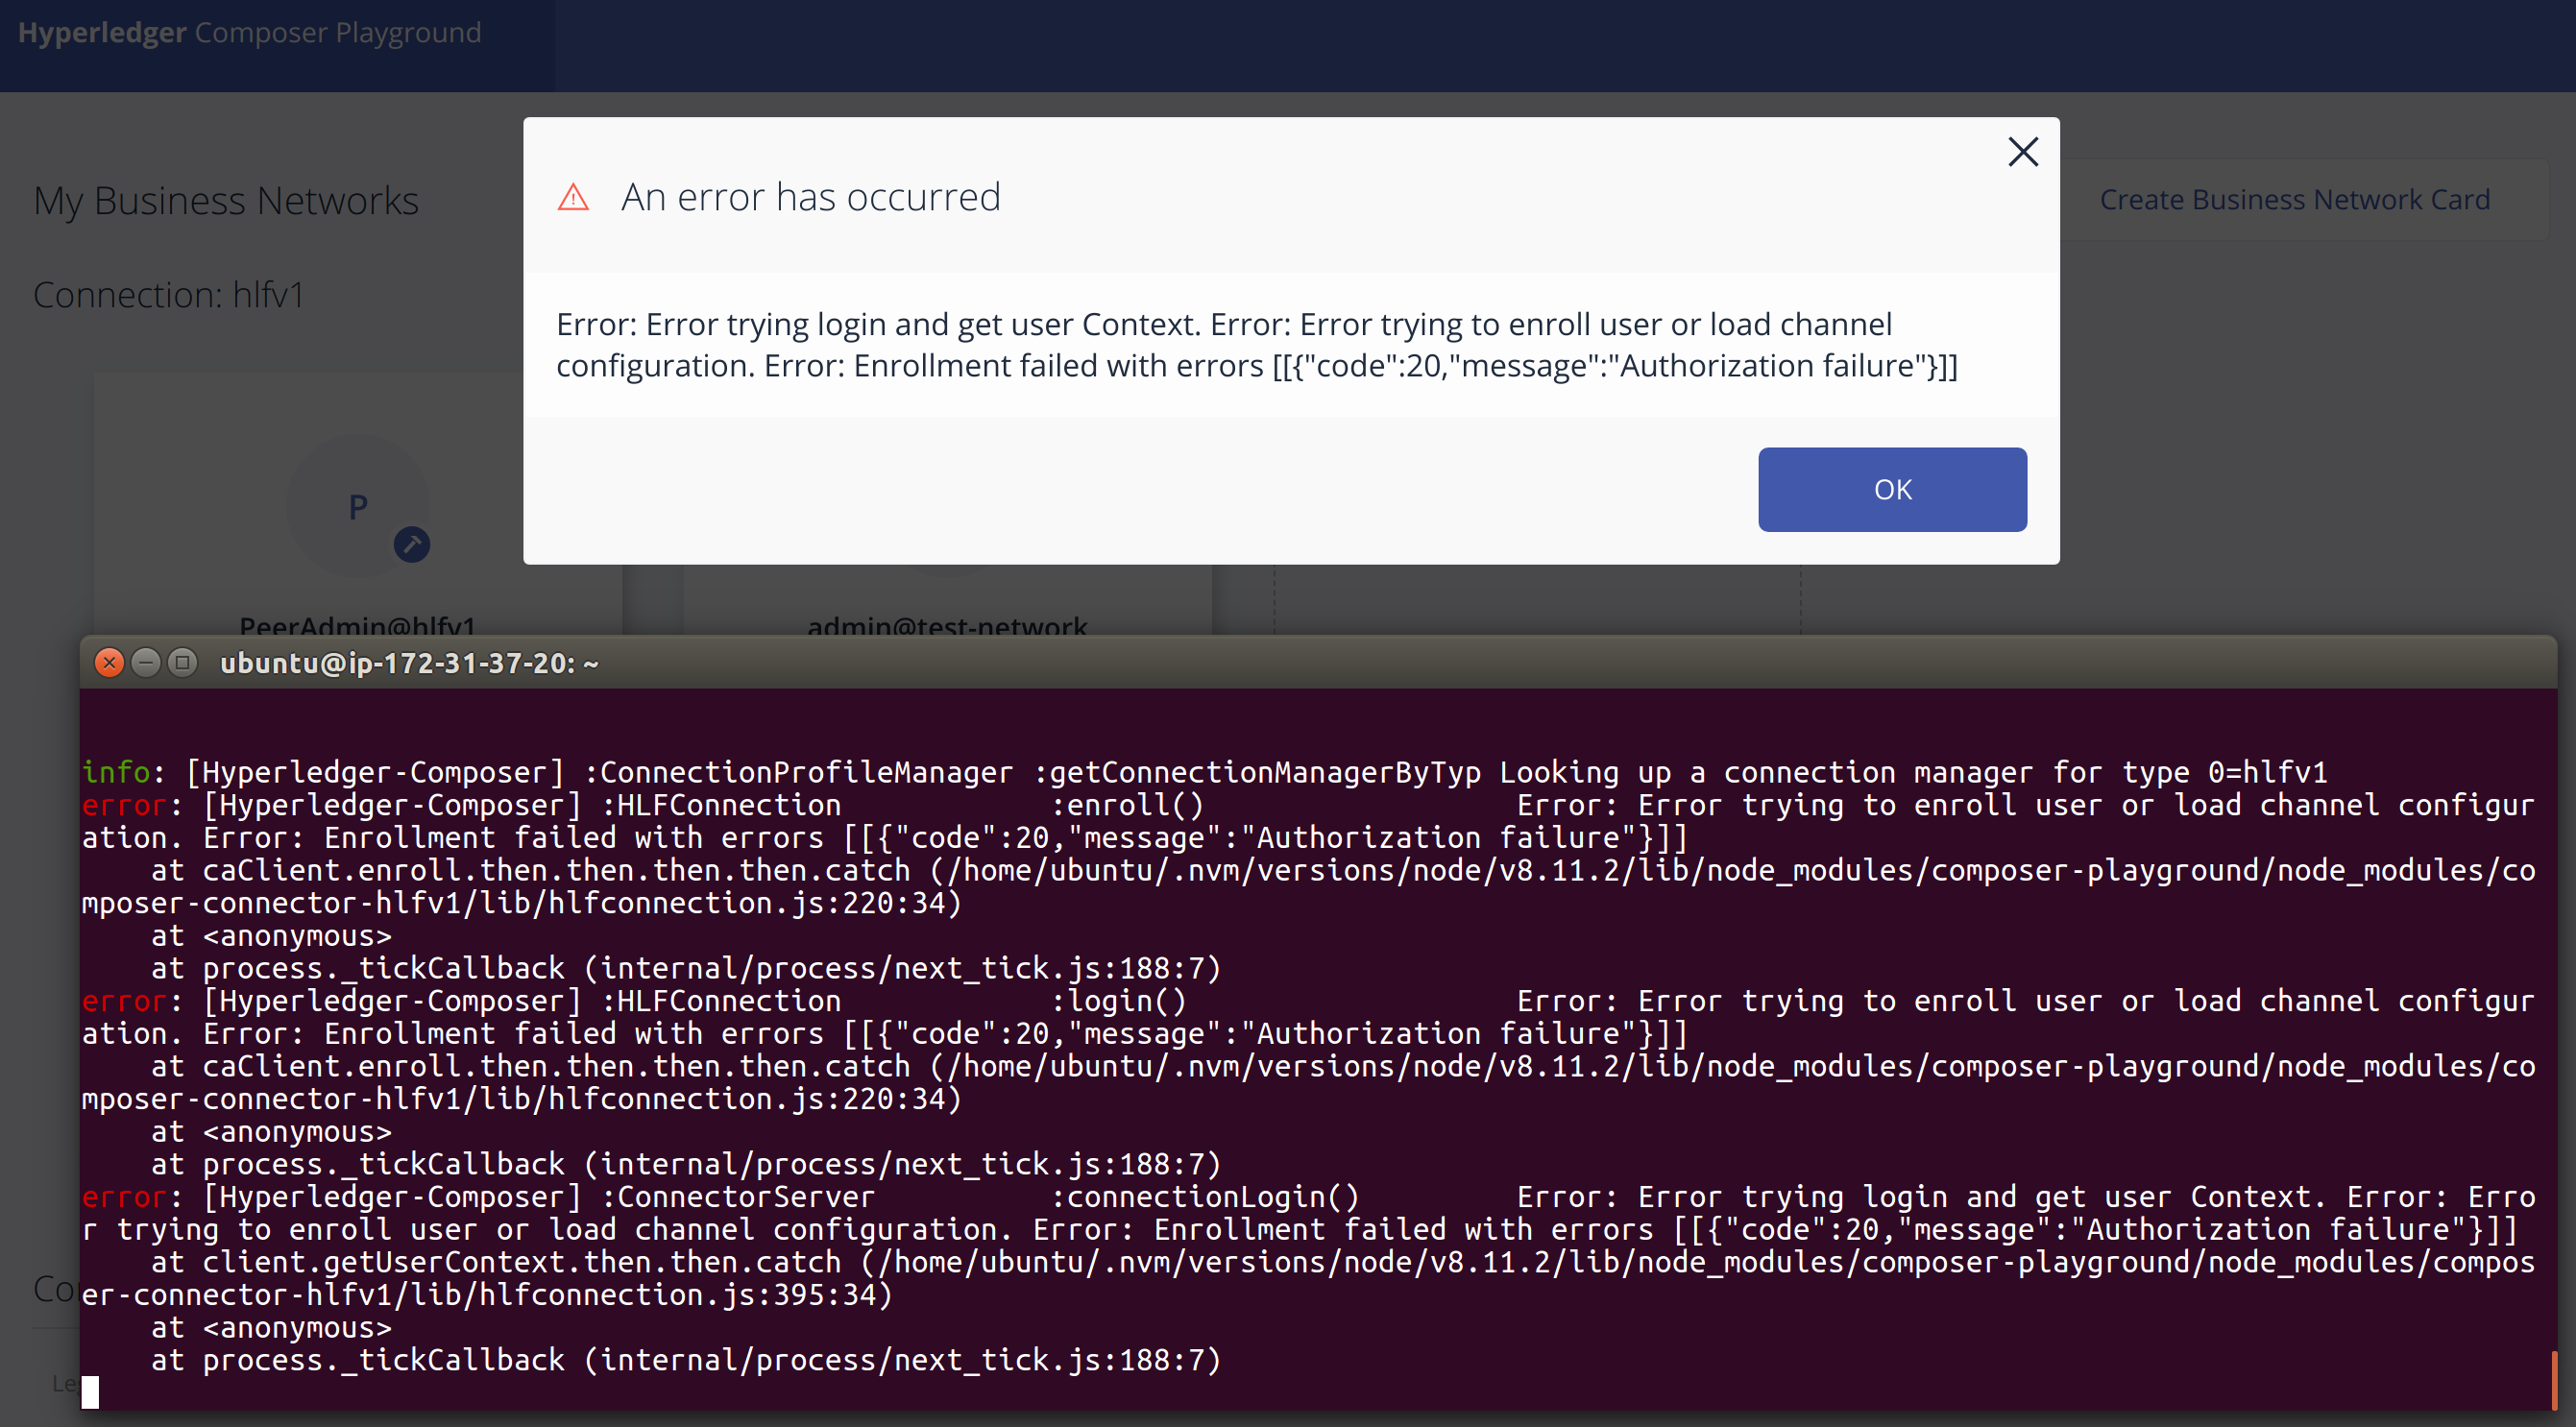 Hyperledger Composer Playground
My Business Networks
Create Business Network Card
Connection: hlfv1
An error has occurred
Error: Error trying login and get user Context. Error: Error trying to enroll user or load channel
configuration. Error: Enrollment failed with errors [[{"code":20,"message":"Authorization failure"}]]
OK
P
PeerAdmin@hlfv1
admin@test-network
ubuntu@ip-172-31-37-20: ~
info: [Hyperledger-Composer] :ConnectionProfileManager :getConnectionManagerByTyp Looking up a connection manager for type 0=hlfv1
error: [Hyperledger-Composer] :HLFConnection            :enroll()                  Error: Error trying to enroll user or load channel configur
ation. Error: Enrollment failed with errors [[{"code":20,"message":"Authorization failure"}]]
    at caClient.enroll.then.then.then.then.catch (/home/ubuntu/.nvm/versions/node/v8.11.2/lib/node_modules/composer-playground/node_modules/co
mposer-connector-hlfv1/lib/hlfconnection.js:220:34)
    at <anonymous>
    at process._tickCallback (internal/process/next_tick.js:188:7)
error: [Hyperledger-Composer] :HLFConnection            :login()                   Error: Error trying to enroll user or load channel configur
ation. Error: Enrollment failed with errors [[{"code":20,"message":"Authorization failure"}]]
    at caClient.enroll.then.then.then.then.catch (/home/ubuntu/.nvm/versions/node/v8.11.2/lib/node_modules/composer-playground/node_modules/co
mposer-connector-hlfv1/lib/hlfconnection.js:220:34)
    at <anonymous>
    at process._tickCallback (internal/process/next_tick.js:188:7)
error: [Hyperledger-Composer] :ConnectorServer          :connectionLogin()         Error: Error trying login and get user Context. Error: Erro
r trying to enroll user or load channel configuration. Error: Enrollment failed with errors [[{"code":20,"message":"Authorization failure"}]]
    at client.getUserContext.then.then.catch (/home/ubuntu/.nvm/versions/node/v8.11.2/lib/node_modules/composer-playground/node_modules/compos
er-connector-hlfv1/lib/hlfconnection.js:395:34)
    at <anonymous>
    at process._tickCallback (internal/process/next_tick.js:188:7)